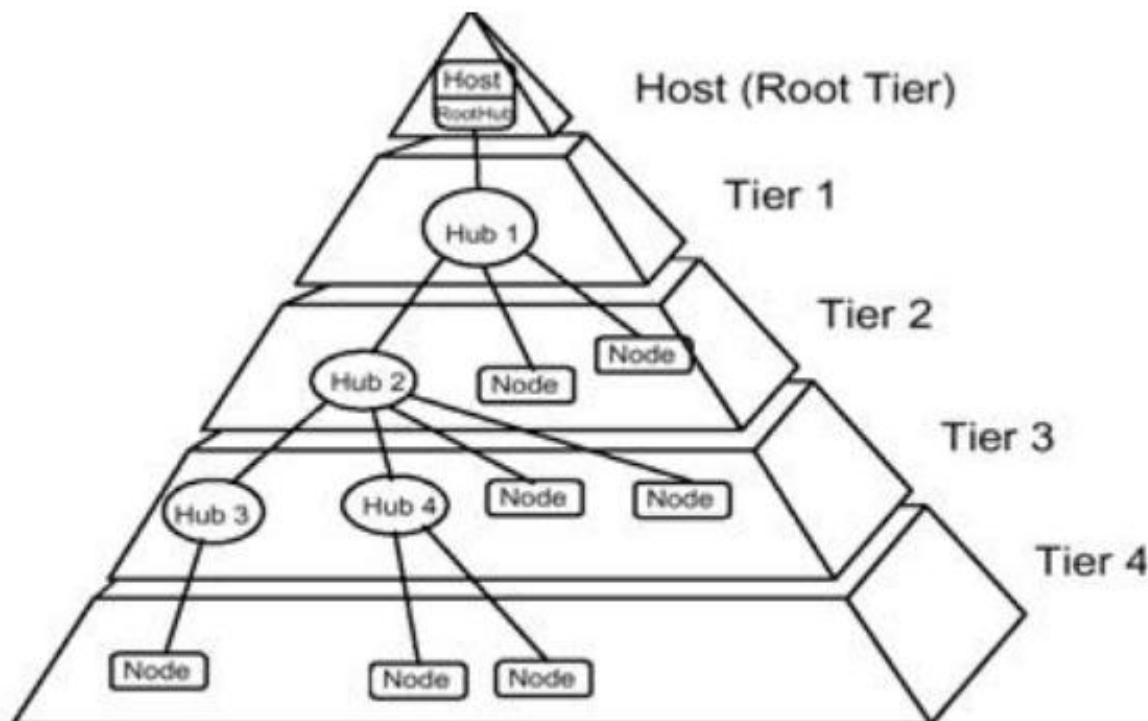 Host
RootHub
Host (Root Tier)
Tier 1
Hub 1
Tier 2
Node
Hub 2
Node
Tier 3
Hub 3
Hub 4
Node
Node
Tier 4
Node
Node
Node